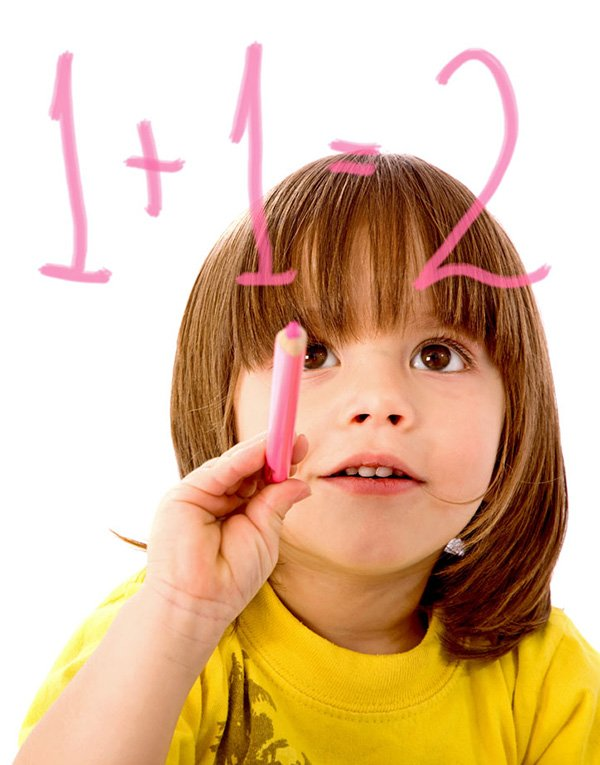 1 + 1 = 2